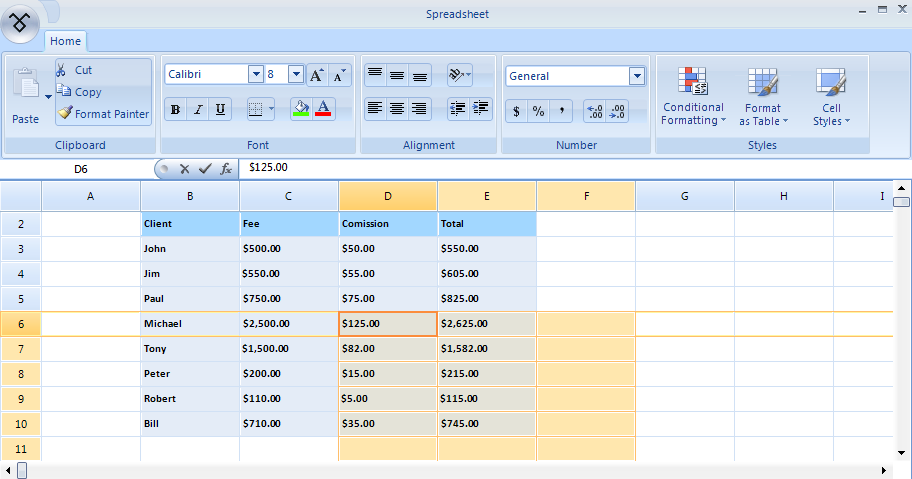 Spreadsheet
Home
Paste
Cut
Copy
Format Painter
Clipboard
Calibri 8 A A
B I U A
Font
ab
Alignment
General
$ % , .00 .00
Number
Conditional Formatting
Format as Table
Cell Styles
Styles
D6 fx $125.00
A B C D E F G H I
2 Client Fee Comission Total
3 John $500.00 $50.00 $550.00
4 Jim $550.00 $55.00 $605.00
5 Paul $750.00 $75.00 $825.00
6 Michael $2,500.00 $125.00 $2,625.00
7 Tony $1,500.00 $82.00 $1,582.00
8 Peter $200.00 $15.00 $215.00
9 Robert $110.00 $5.00 $115.00
10 Bill $710.00 $35.00 $745.00
11